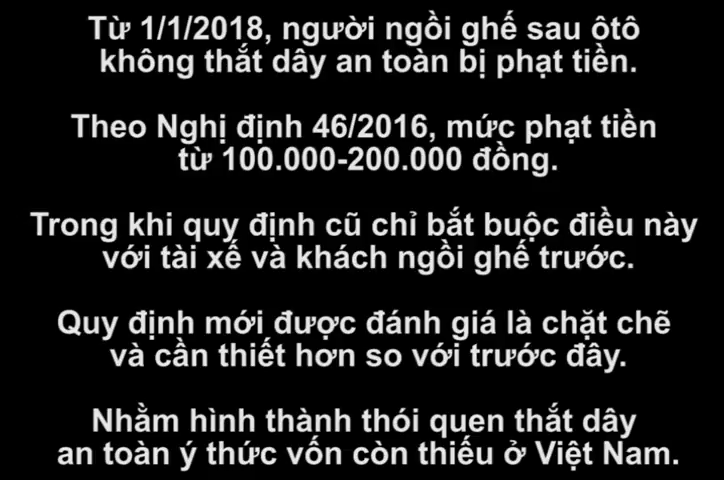 Từ 1/1/2018, người ngồi ghế sau ôtô
không thắt dây an toàn bị phạt tiền.
Theo Nghị định 46/2016, mức phạt tiền
từ 100.000-200.000 đồng.
Trong khi quy định cũ chỉ bắt buộc điều này
với tài xế và khách ngồi ghế trước.
Quy định mới được đánh giá là chặt chẽ
và cần thiết hơn so với trước đây.
Nhằm hình thành thói quen thắt dây
an toàn ý thức vốn còn thiếu ở Việt Nam.